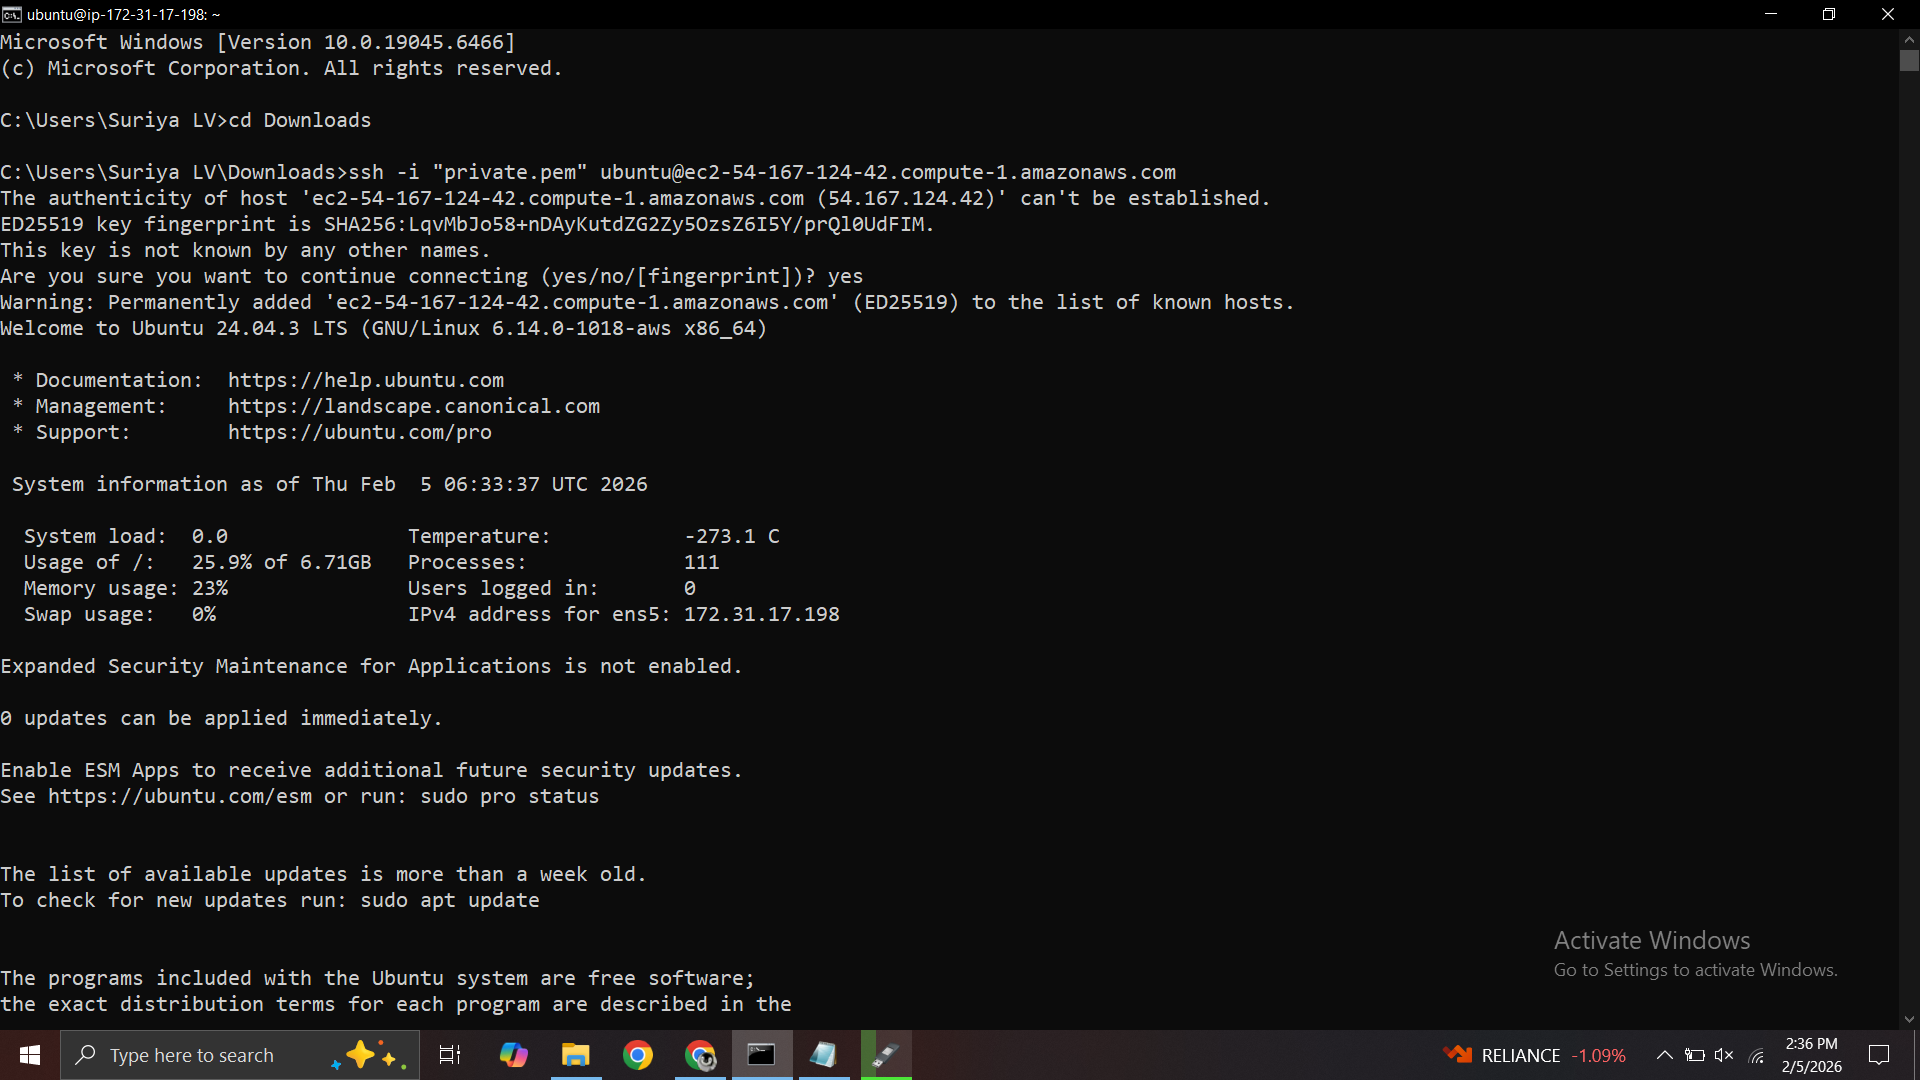 ubuntu@ip-172-31-17-198: ~
Microsoft Windows [Version 10.0.19045.6466]
(c) Microsoft Corporation. All rights reserved.
C:\Users\Suriya LV>cd Downloads
C:\Users\Suriya LV\Downloads>ssh -i "private.pem" ubuntu@ec2-54-167-124-42.compute-1.amazonaws.com
The authenticity of host 'ec2-54-167-124-42.compute-1.amazonaws.com (54.167.124.42)' can't be established.
ED25519 key fingerprint is SHA256:LqvMbJo58+nDAyKutdZG2Zy5OzsZ6I5Y/prQl0UdFIM.
This key is not known by any other names.
Are you sure you want to continue connecting (yes/no/[fingerprint])? yes
Warning: Permanently added 'ec2-54-167-124-42.compute-1.amazonaws.com' (ED25519) to the list of known hosts.
Welcome to Ubuntu 24.04.3 LTS (GNU/Linux 6.14.0-1018-aws x86_64)
* Documentation:  https://help.ubuntu.com
* Management:     https://landscape.canonical.com
* Support:        https://ubuntu.com/pro
System information as of Thu Feb  5 06:33:37 UTC 2026
System load:  0.0               Temperature:           -273.1 C
Usage of /:   25.9% of 6.71GB   Processes:             111
Memory usage: 23%               Users logged in:       0
Swap usage:   0%                IPv4 address for ens5: 172.31.17.198
Expanded Security Maintenance for Applications is not enabled.
0 updates can be applied immediately.
Enable ESM Apps to receive additional future security updates.
See https://ubuntu.com/esm or run: sudo pro status
The list of available updates is more than a week old.
To check for new updates run: sudo apt update
The programs included with the Ubuntu system are free software;
the exact distribution terms for each program are described in the
Activate Windows
Go to Settings to activate Windows.
Type here to search
RELIANCE -1.09%
2:36 PM
2/5/2026